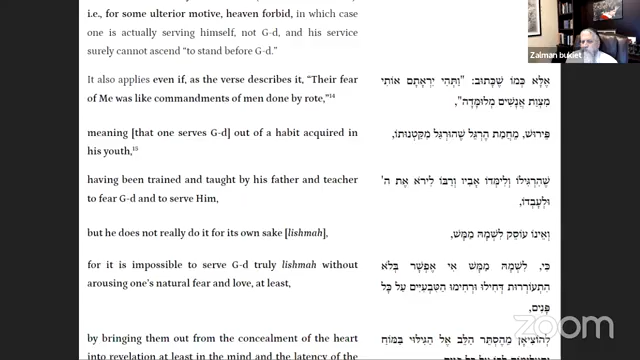 i.e., for some ulterior motive, heaven forbid, in which case
one is actually serving himself, not G-d, and his service
surely cannot ascend “to stand before G-d.”
It also applies even if, as the verse describes it, “Their fear
of Me was like commandments of men done by rote,”14
meaning [that one serves G-d] out of a habit acquired in
his youth,15
having been trained and taught by his father and teacher
to fear G-d and to serve Him,
but he does not really do it for its own sake [lishmah],
for it is impossible to serve G-d truly lishmah without
arousing one’s natural fear and love, at least,
by bringing them out from the concealment of the heart
into revelation at least in the mind and the latency of the
אֶלָּא כְּמוֹ שֶׁכָּתוּב: "וַתְּהִי יִרְאָתָם אוֹתִי
מִצְוַת אֲנָשִׁים מְלוּמָּדָה",
פֵּירוּשׁ, מֵחֲמַת הֶרְגֵּל שֶׁהוּרְגַּל מִקַּטְנוּתוֹ,
שֶׁהִרְגִּילוֹ וְלִימְּדוֹ אָבִיו וְרַבּוֹ לִירֹא אֶת ה'
וּלְעָבְדוֹ,
וְאֵינוֹ עוֹסֵק לִשְׁמָהּ מַמָּשׁ,
כִּי, לִשְׁמָהּ מַמָּשׁ אִי אֶפְשָׁר בְּלֹא
הִתְעוֹרְרוּת דְּחִילוּ וּרְחִימוּ הַטִּבְעִיִּים עַל כָּל
פָּנִים,
לְהוֹצִיאָן מֵהֶסְתֵּר הַלֵּב אֶל הַגִּילּוּי בַּמּוֹחַ
Zalman bukiet
zoom